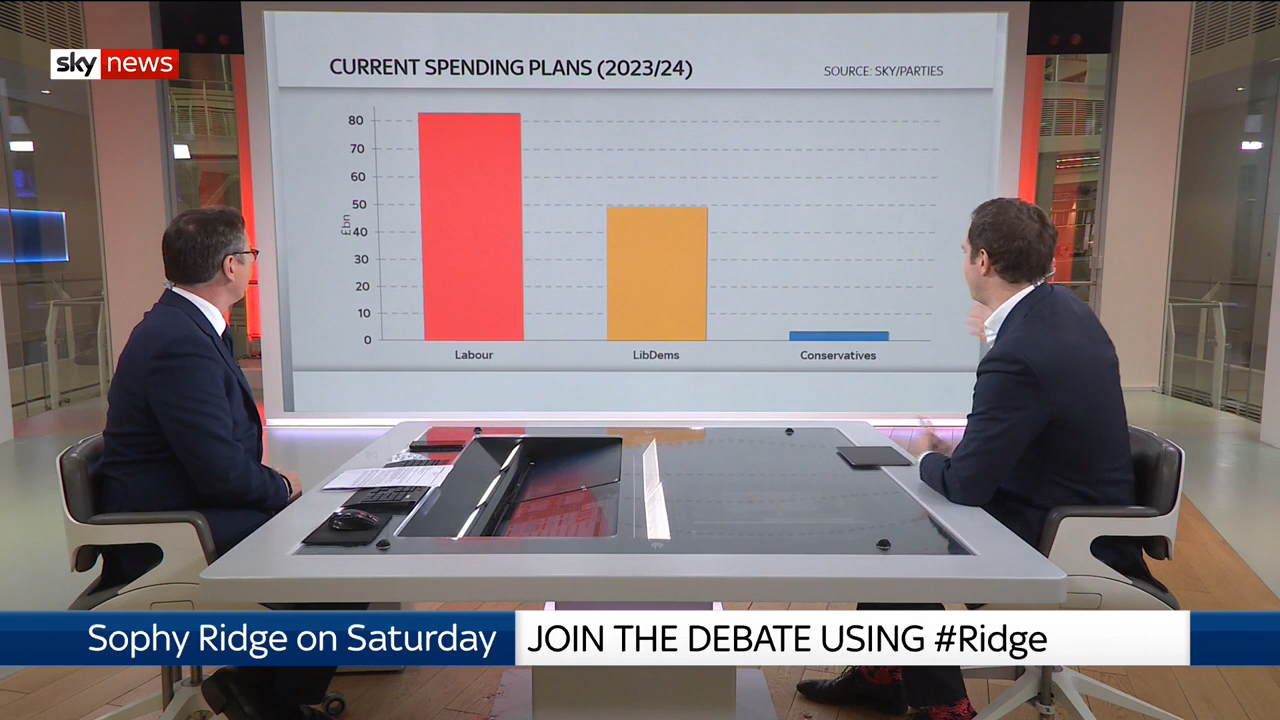 sky news
CURRENT SPENDING PLANS (2023/24)
SOURCE: SKY/PARTIES
80
70
60
50
40
30
20
10
0
£bn
Labour
LibDems
Conservatives
Sophy Ridge on Saturday
JOIN THE DEBATE USING #Ridge